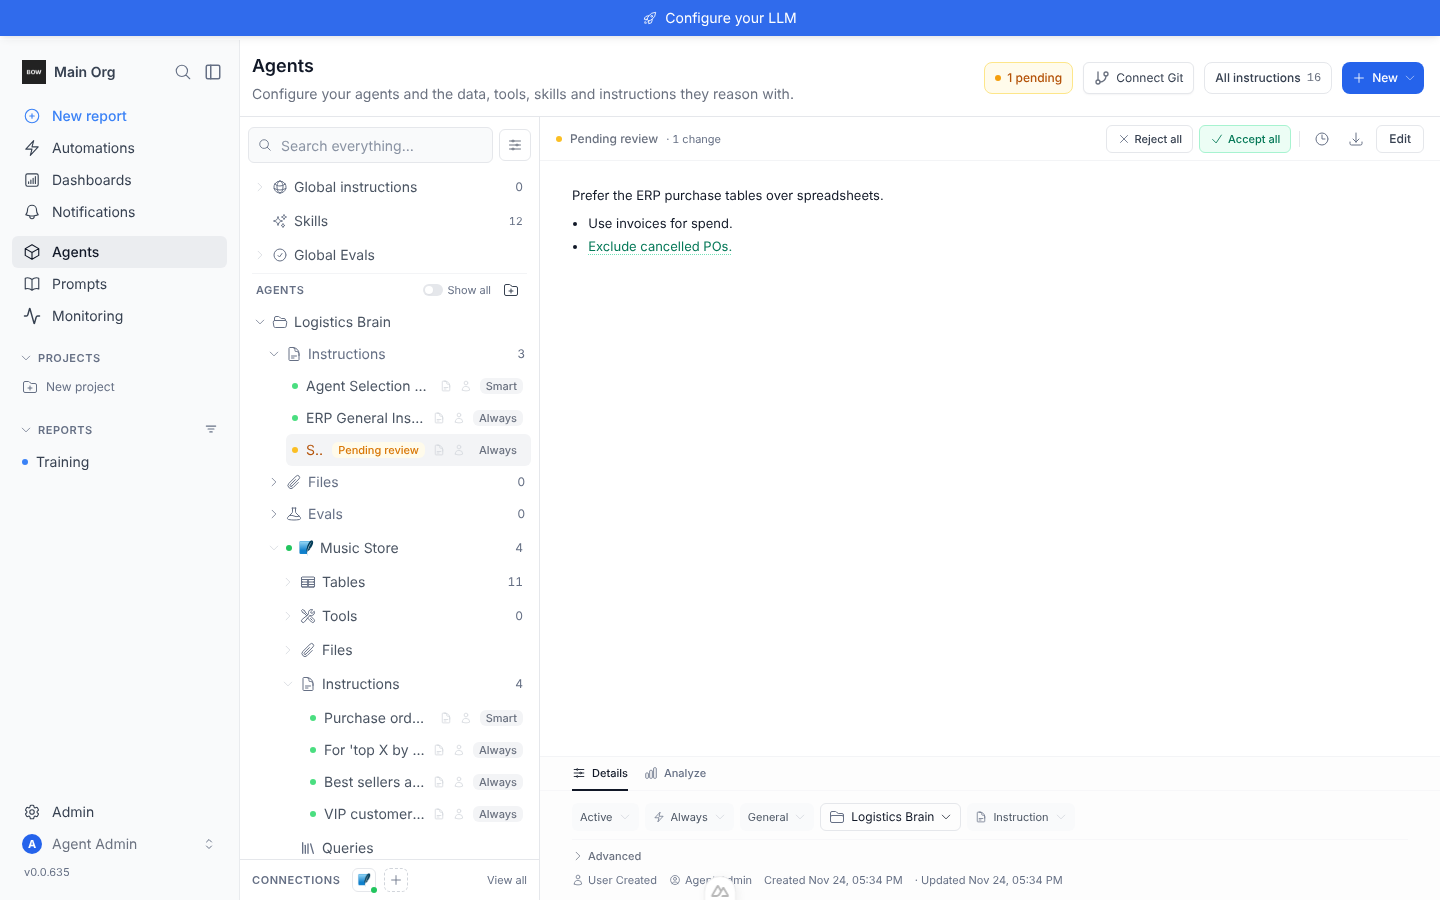 Configure your LLM
BOW
Main Org
New report
Automations
Dashboards
Notifications
Agents
Prompts
Monitoring
PROJECTS
New project
REPORTS
Training
Admin
A
Agent Admin
v0.0.635
Agents
Configure your agents and the data, tools, skills and instructions they reason with.
1 pending
Connect Git
All instructions 16
New
Search everything...
Global instructions 0
Skills 12
Global Evals
AGENTS
Show all
Logistics Brain
Instructions 3
Agent Selection ... Smart
ERP General Ins... Always
S.. Pending review Always
Files 0
Evals 0
Music Store 4
Tables 11
Tools 0
Files
Instructions 4
Purchase ord... Smart
For 'top X by ... Always
Best sellers a... Always
VIP customer... Always
Queries
CONNECTIONS
View all
Pending review · 1 change
Reject all
Accept all
Edit
Prefer the ERP purchase tables over spreadsheets.
• Use invoices for spend.
• Exclude cancelled POs.
Details
Analyze
Active
Always
General
Logistics Brain
Instruction
Advanced
User Created
Agent Admin
Created Nov 24, 05:34 PM
· Updated Nov 24, 05:34 PM